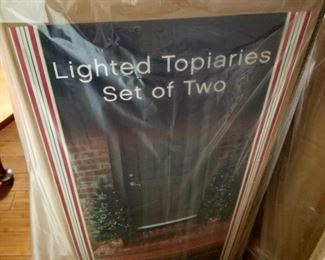 Lighted Topiaries
Set of Two